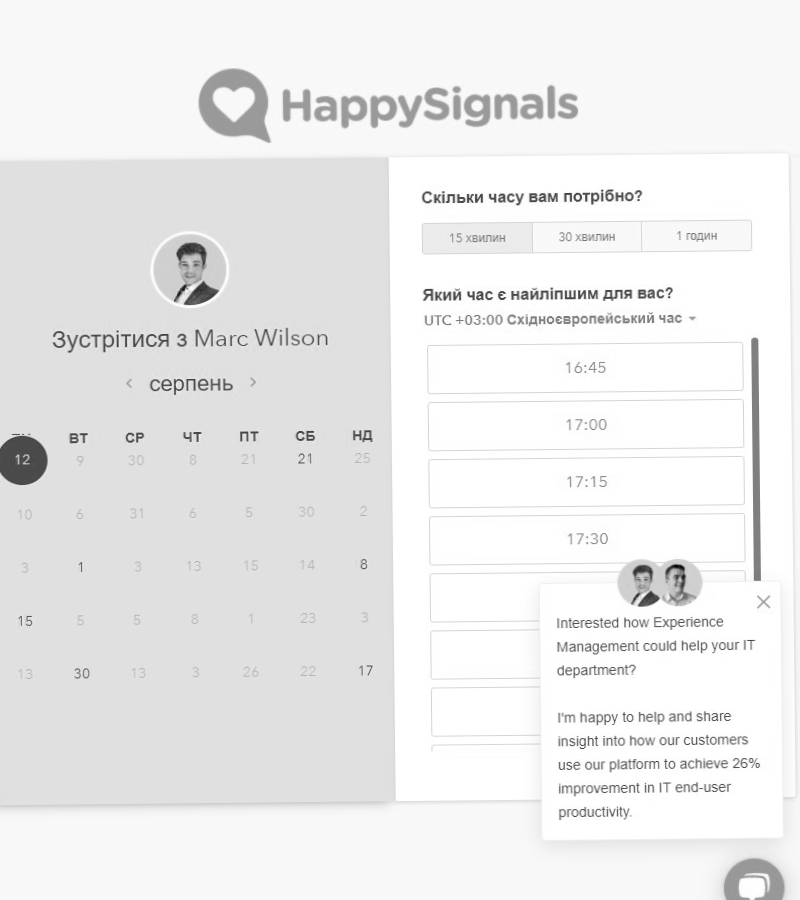 HappySignals
Зустрітися з Marc Wilson
серпень
ВТ СР ЧТ ПТ СБ НД
12 9 30 8 21 21 25
10 6 31 6 5 30 2
3 1 3 13 15 14 8
15 5 5 8 1 23 3
13 30 13 3 26 22 17
Скільки часу вам потрібно?
15 хвилин 30 хвилин 1 годин
Який час є найліпшим для вас?
UTC +03:00 Східноєвропейський час
16:45
17:00
17:15
17:30
Interested how Experience
Management could help your IT
department?
I'm happy to help and share
insight into how our customers
use our platform to achieve 26%
improvement in IT end-user
productivity.